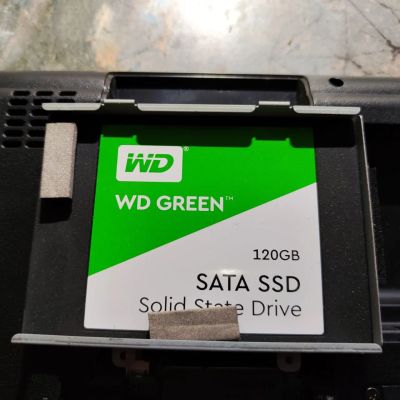 WD®
WD GREEN™
120GB
SATA SSD
Solid State Drive